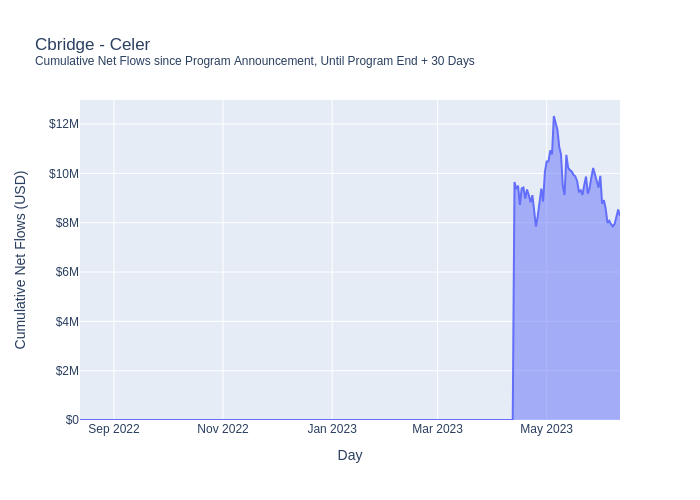 Cbridge - Celer
Cumulative Net Flows since Program Announcement, Until Program End + 30 Days
Cumulative Net Flows (USD)
$12M
$10M
$8M
$6M
$4M
$2M
$0
Sep 2022
Nov 2022
Jan 2023
Mar 2023
May 2023
Day